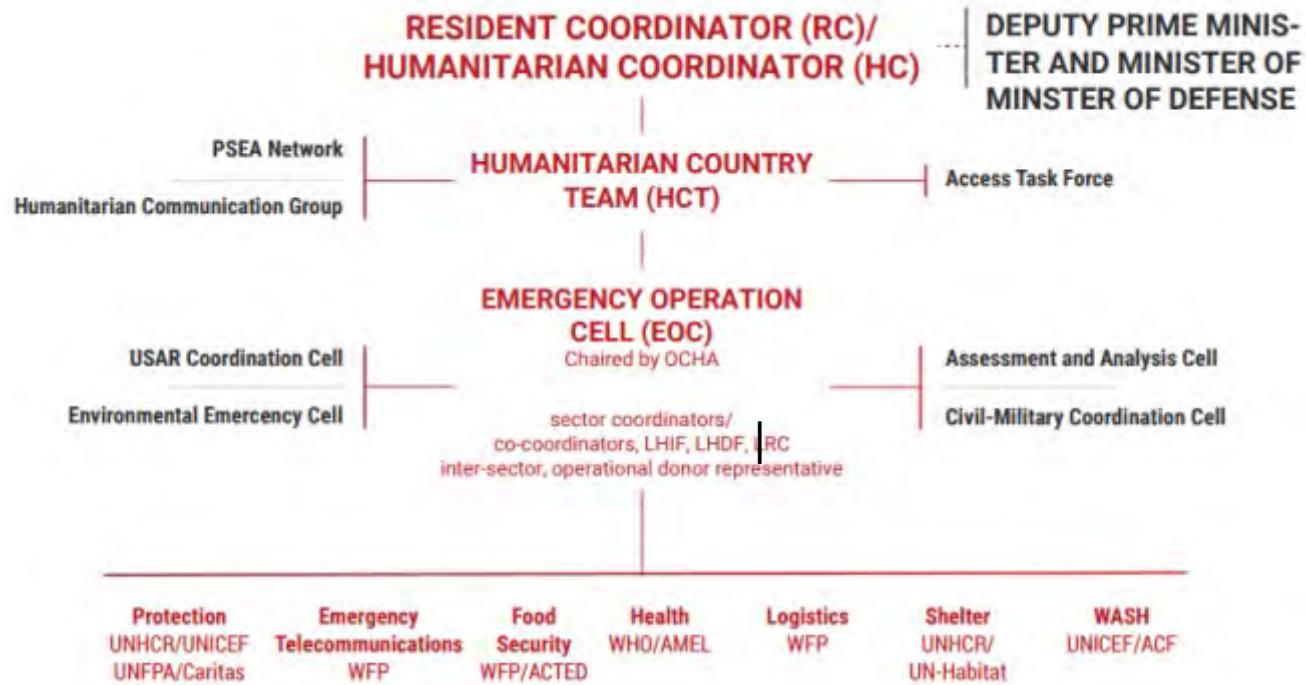 RESIDENT COORDINATOR (RC)/
HUMANITARIAN COORDINATOR (HC)
DEPUTY PRIME MINIS-
TER AND MINISTER OF
MINSTER OF DEFENSE
PSEA Network
Humanitarian Communication Group
HUMANITARIAN COUNTRY
TEAM (HCT)
Access Task Force
EMERGENCY OPERATION
CELL (EOC)
Chaired by OCHA
USAR Coordination Cell
Environmental Emercency Cell
Assessment and Analysis Cell
Civil-Military Coordination Cell
sector coordinators/
co-coordinators, LHIF, LHDF, LRC
inter-sector, operational donor representative
Protection
UNHCR/UNICEF
UNFPA/Caritas
Emergency
Telecommunications
WFP
Food
Security
WFP/ACTED
Health
WHO/AMEL
Logistics
WFP
Shelter
UNHCR/
UN-Habitat
WASH
UNICEF/ACF